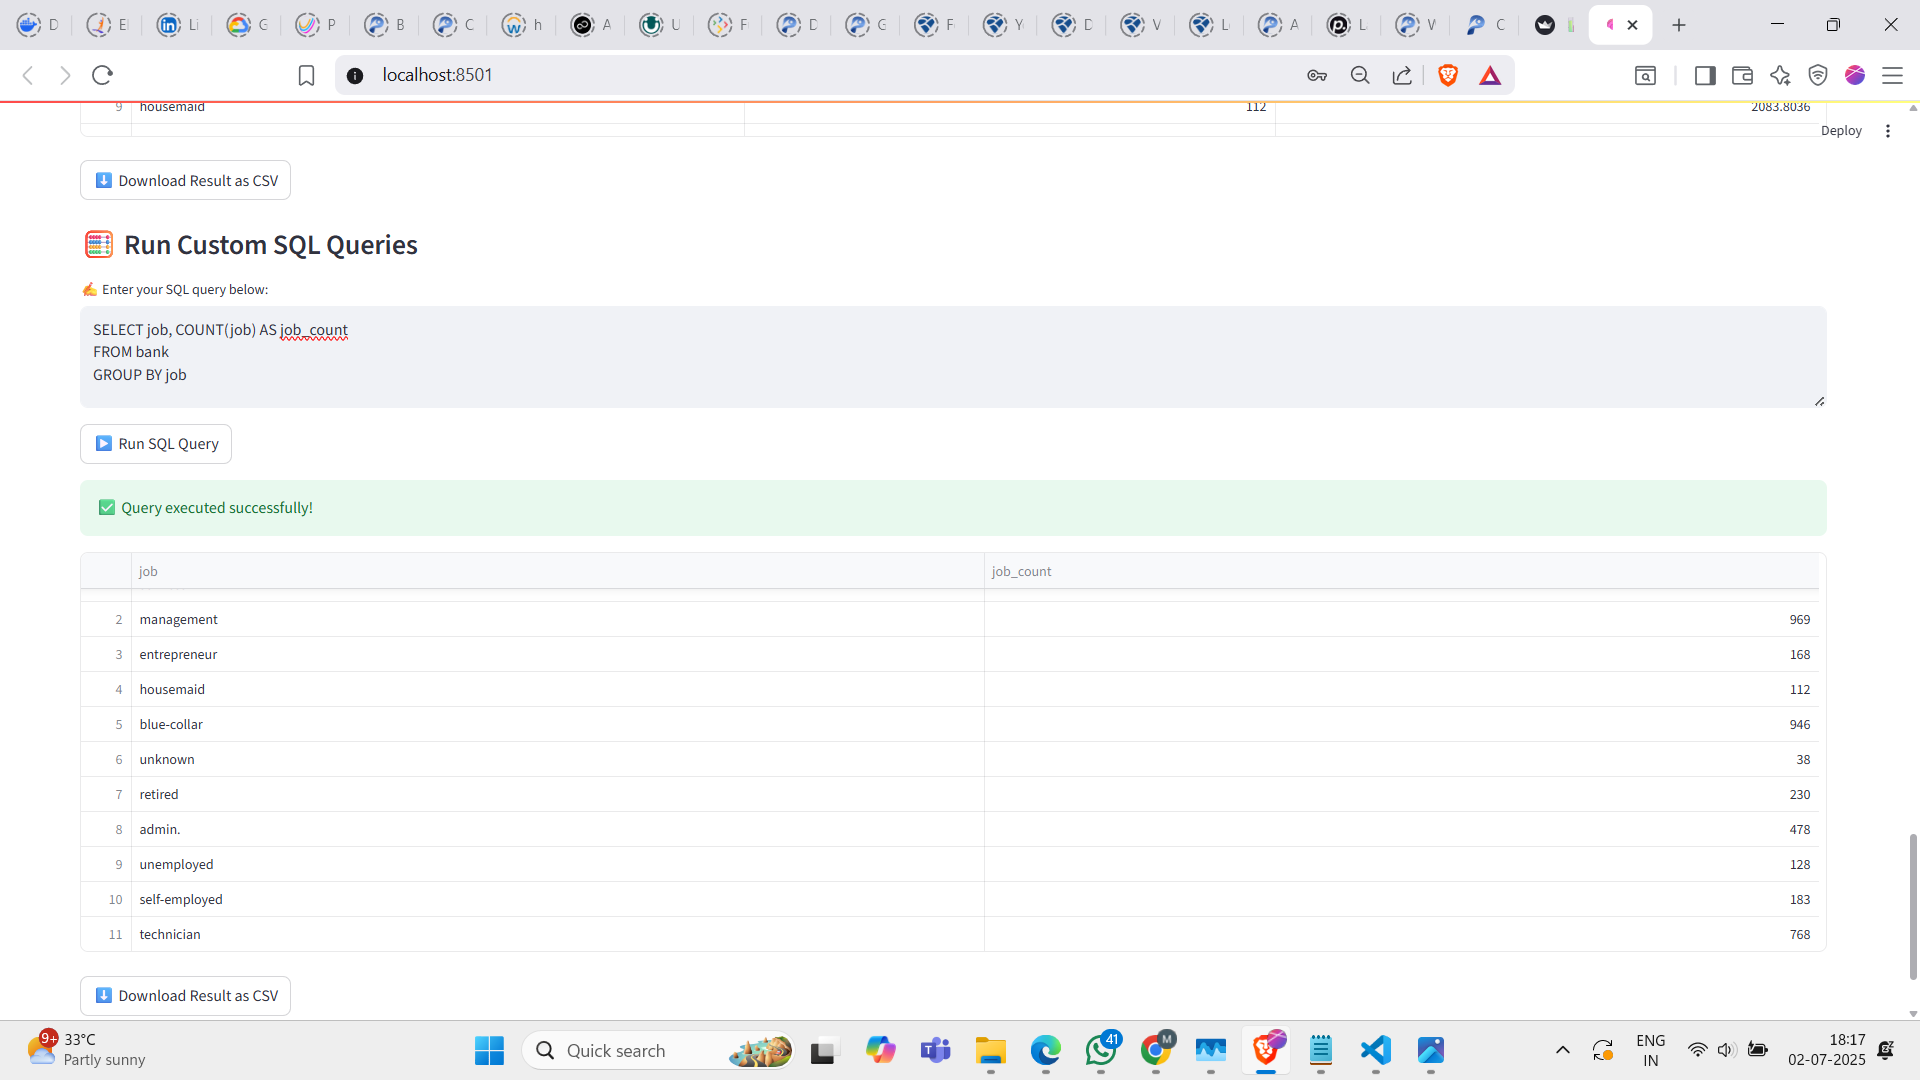 D
Li
G
P
B
C
h
A
U
F
D
G
F
Y
D
V
L
A
L
W
C
localhost:8501
9 housemaid 112 2083.8036
Deploy
Download Result as CSV
Run Custom SQL Queries
Enter your SQL query below:
SELECT job, COUNT(job) AS job_count
FROM bank
GROUP BY job
Run SQL Query
Query executed successfully!
job job_count
2 management 969
3 entrepreneur 168
4 housemaid 112
5 blue-collar 946
6 unknown 38
7 retired 230
8 admin. 478
9 unemployed 128
10 self-employed 183
11 technician 768
Download Result as CSV
9+
33°C
Partly sunny
Quick search
41
M
ENG
IN
18:17
02-07-2025